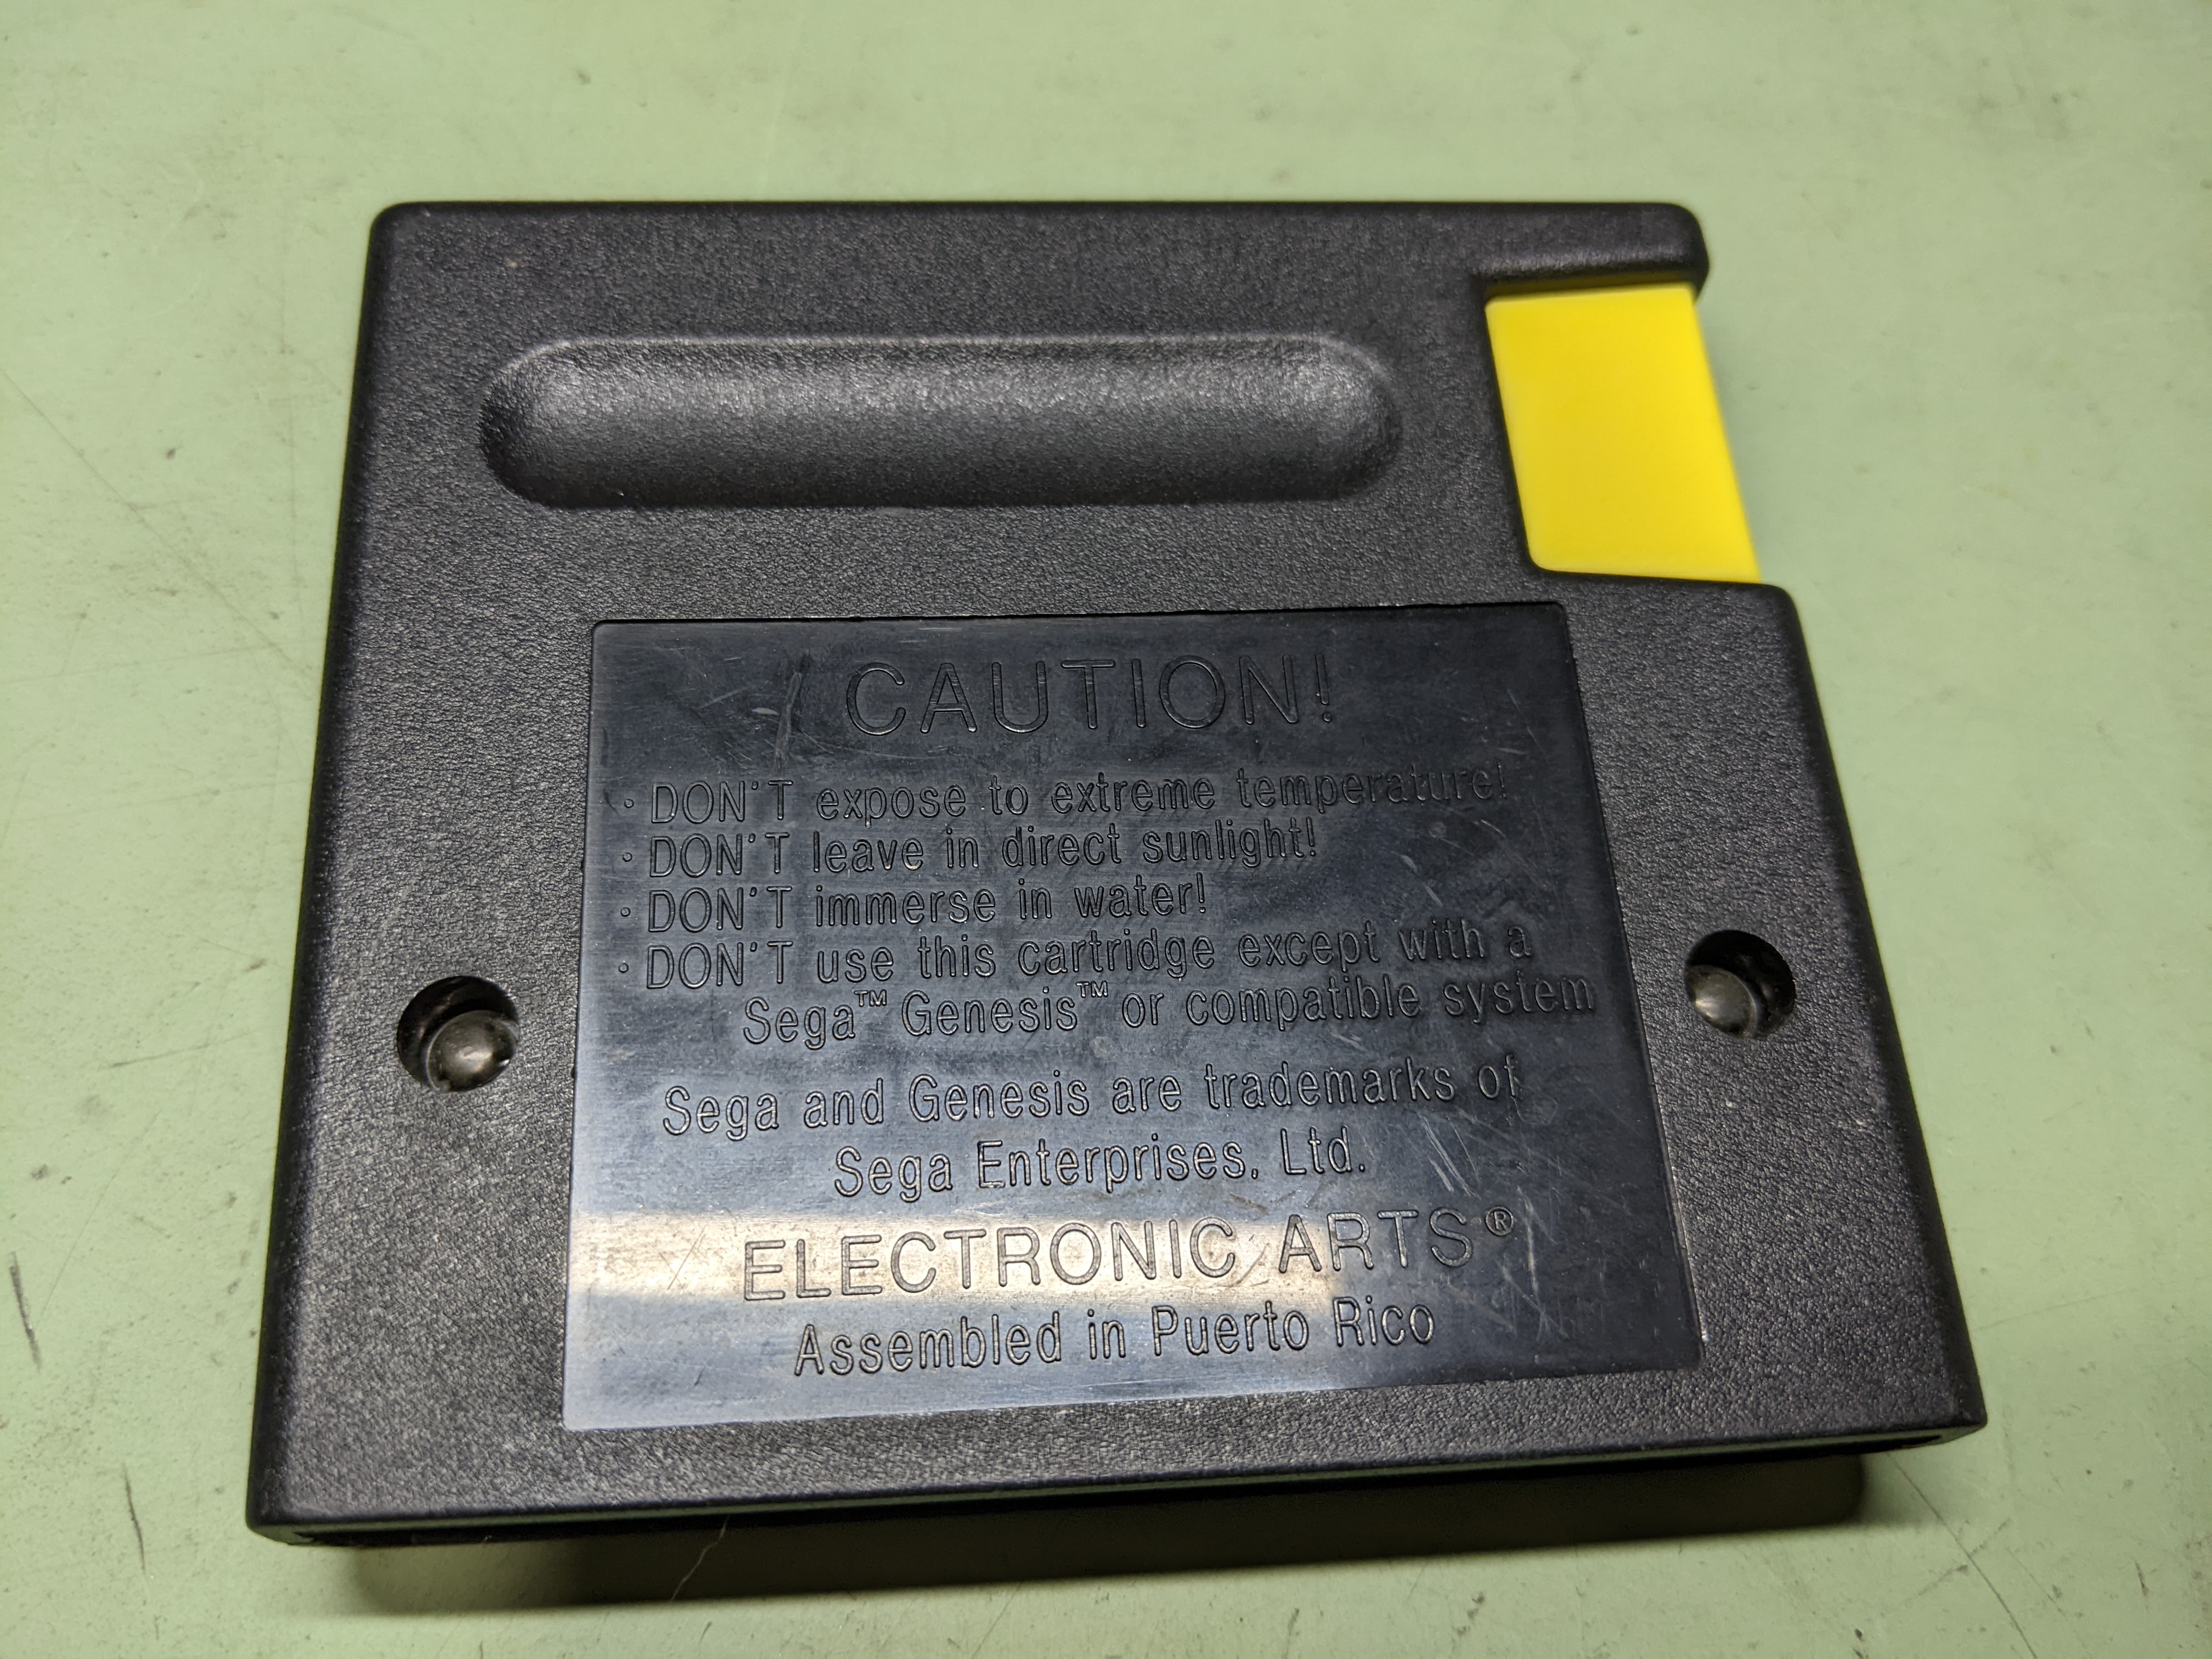 CAUTION!
· DON'T expose to extreme temperature!
· DON'T leave in direct sunlight!
· DON'T immerse in water!
· DON'T use this cartridge except with a
Sega™ Genesis™ or compatible system
Sega and Genesis are trademarks of
Sega Enterprises, Ltd.
ELECTRONIC ARTS®
Assembled in Puerto Rico